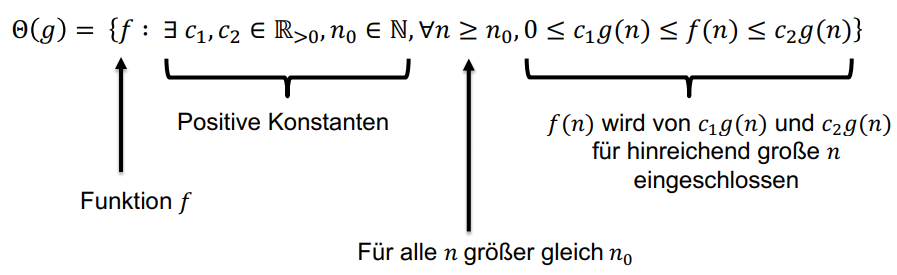 Θ(g) = {f : ∃ c₁, c₂ ∈ ℝ>0, n₀ ∈ ℕ, ∀n ≥ n₀, 0 ≤ c₁g(n) ≤ f(n) ≤ c₂g(n)}
Positive Konstanten
f(n) wird von c₁g(n) und c₂g(n)
für hinreichend große n
eingeschlossen
Funktion f
Für alle n größer gleich n₀